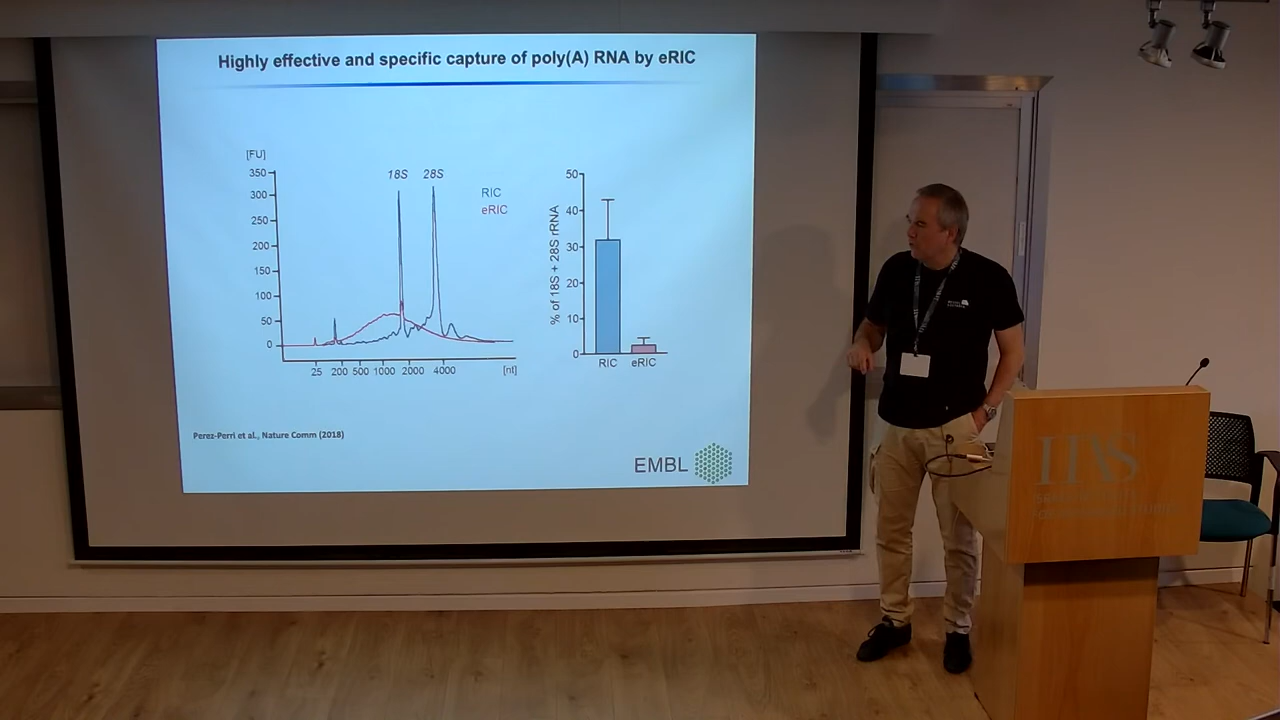 Highly effective and specific capture of poly(A) RNA by eRIC
[FU]
350
300
250
200
150
100
50
0
18S 28S
RIC
eRIC
25 200 500 1000 2000 4000 [nt]
% of 18S + 28S rRNA
50
40
30
20
10
0
RIC eRIC
Perez-Perri et al., Nature Comm (2018)
EMBL
IIAS